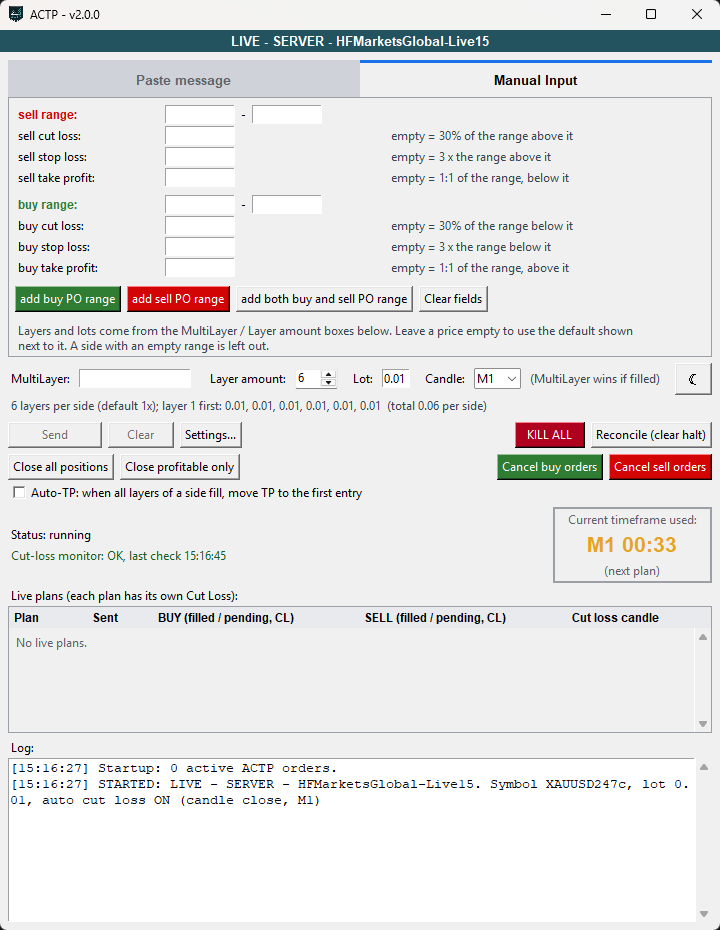 ACTP - v2.0.0
LIVE - SERVER - HFMarketsGlobal-Live15
Paste message Manual Input
sell range: -
sell cut loss: empty = 30% of the range above it
sell stop loss: empty = 3 x the range above it
sell take profit: empty = 1:1 of the range, below it
buy range: -
buy cut loss: empty = 30% of the range below it
buy stop loss: empty = 3 x the range below it
buy take profit: empty = 1:1 of the range, above it
add buy PO range add sell PO range add both buy and sell PO range Clear fields
Layers and lots come from the MultiLayer / Layer amount boxes below. Leave a price empty to use the default shown
next to it. A side with an empty range is left out.
MultiLayer: Layer amount: 6 Lot: 0.01 Candle: M1 (MultiLayer wins if filled)
6 layers per side (default 1x); layer 1 first: 0.01, 0.01, 0.01, 0.01, 0.01, 0.01 (total 0.06 per side)
Send Clear Settings... KILL ALL Reconcile (clear halt)
Close all positions Close profitable only Cancel buy orders Cancel sell orders
Auto-TP: when all layers of a side fill, move TP to the first entry
Status: running
Cut-loss monitor: OK, last check 15:16:45
Current timeframe used:
M1 00:33
(next plan)
Live plans (each plan has its own Cut Loss):
Plan Sent BUY (filled / pending, CL) SELL (filled / pending, CL) Cut loss candle
No live plans.
Log:
[15:16:27] Startup: 0 active ACTP orders.
[15:16:27] STARTED: LIVE - SERVER - HFMarketsGlobal-Live15. Symbol XAUUSD247c, lot 0.
01, auto cut loss ON (candle close, M1)